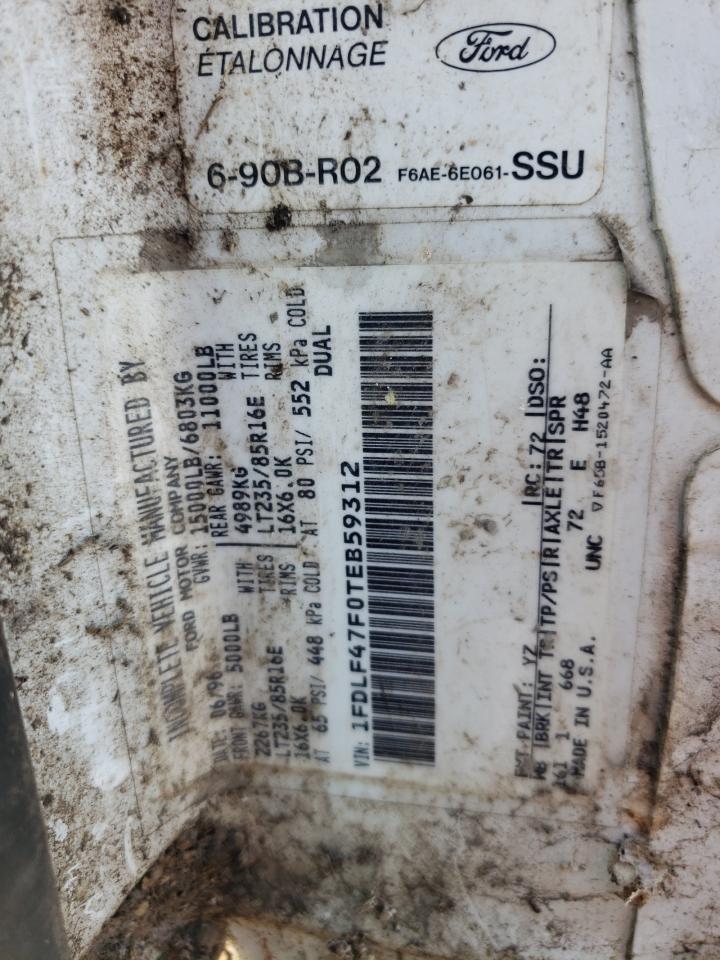 CALIBRATION
ÉTALONNAGE
Ford
6-90B-R02 F6AE-6E061-SSU
INCOMPLETE VEHICLE MANUFACTURED BY
FORD MOTOR COMPANY
DATE: 06/96 GVWR: 15000LB/6803KG
FRONT GAWR: 5000LB REAR GAWR: 11000LB
2267KG WITH 4989KG WITH
LT235/85R16E TIRES LT235/85R16E TIRES
16X6.0K RIMS 16X6.0K RIMS
AT 65 PSI/ 448 kPa COLD AT 80 PSI/ 552 kPa COLD
DUAL
VIN: 1FDLF47F0TEB59312
EXT PAINT: YZ RC: 72 DSO:
WB BRK INT TR TP/PS R AXLE TR SPR
161 1 668 72 E H48
MADE IN U.S.A. UNC ▽F65B-1520472-AA